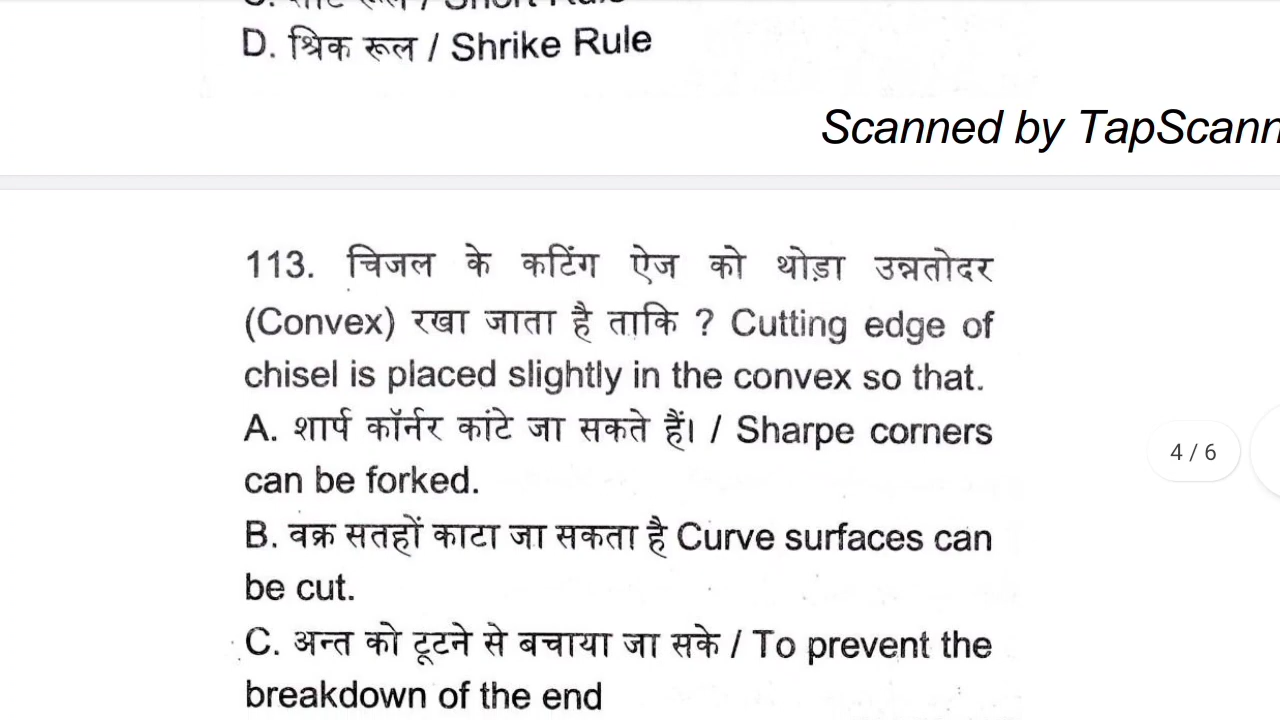 D. श्रिक रूल / Shrike Rule
Scanned by TapScann
113. चिजल के कटिंग ऐज को थोड़ा उन्नतोदर
(Convex) रखा जाता है ताकि ? Cutting edge of
chisel is placed slightly in the convex so that.
A. शार्प कॉर्नर कांटे जा सकते हैं। / Sharpe corners
can be forked.
4 / 6
B. वक्र सतहों काटा जा सकता है Curve surfaces can
be cut.
C. अन्त को टूटने से बचाया जा सके / To prevent the
breakdown of the end